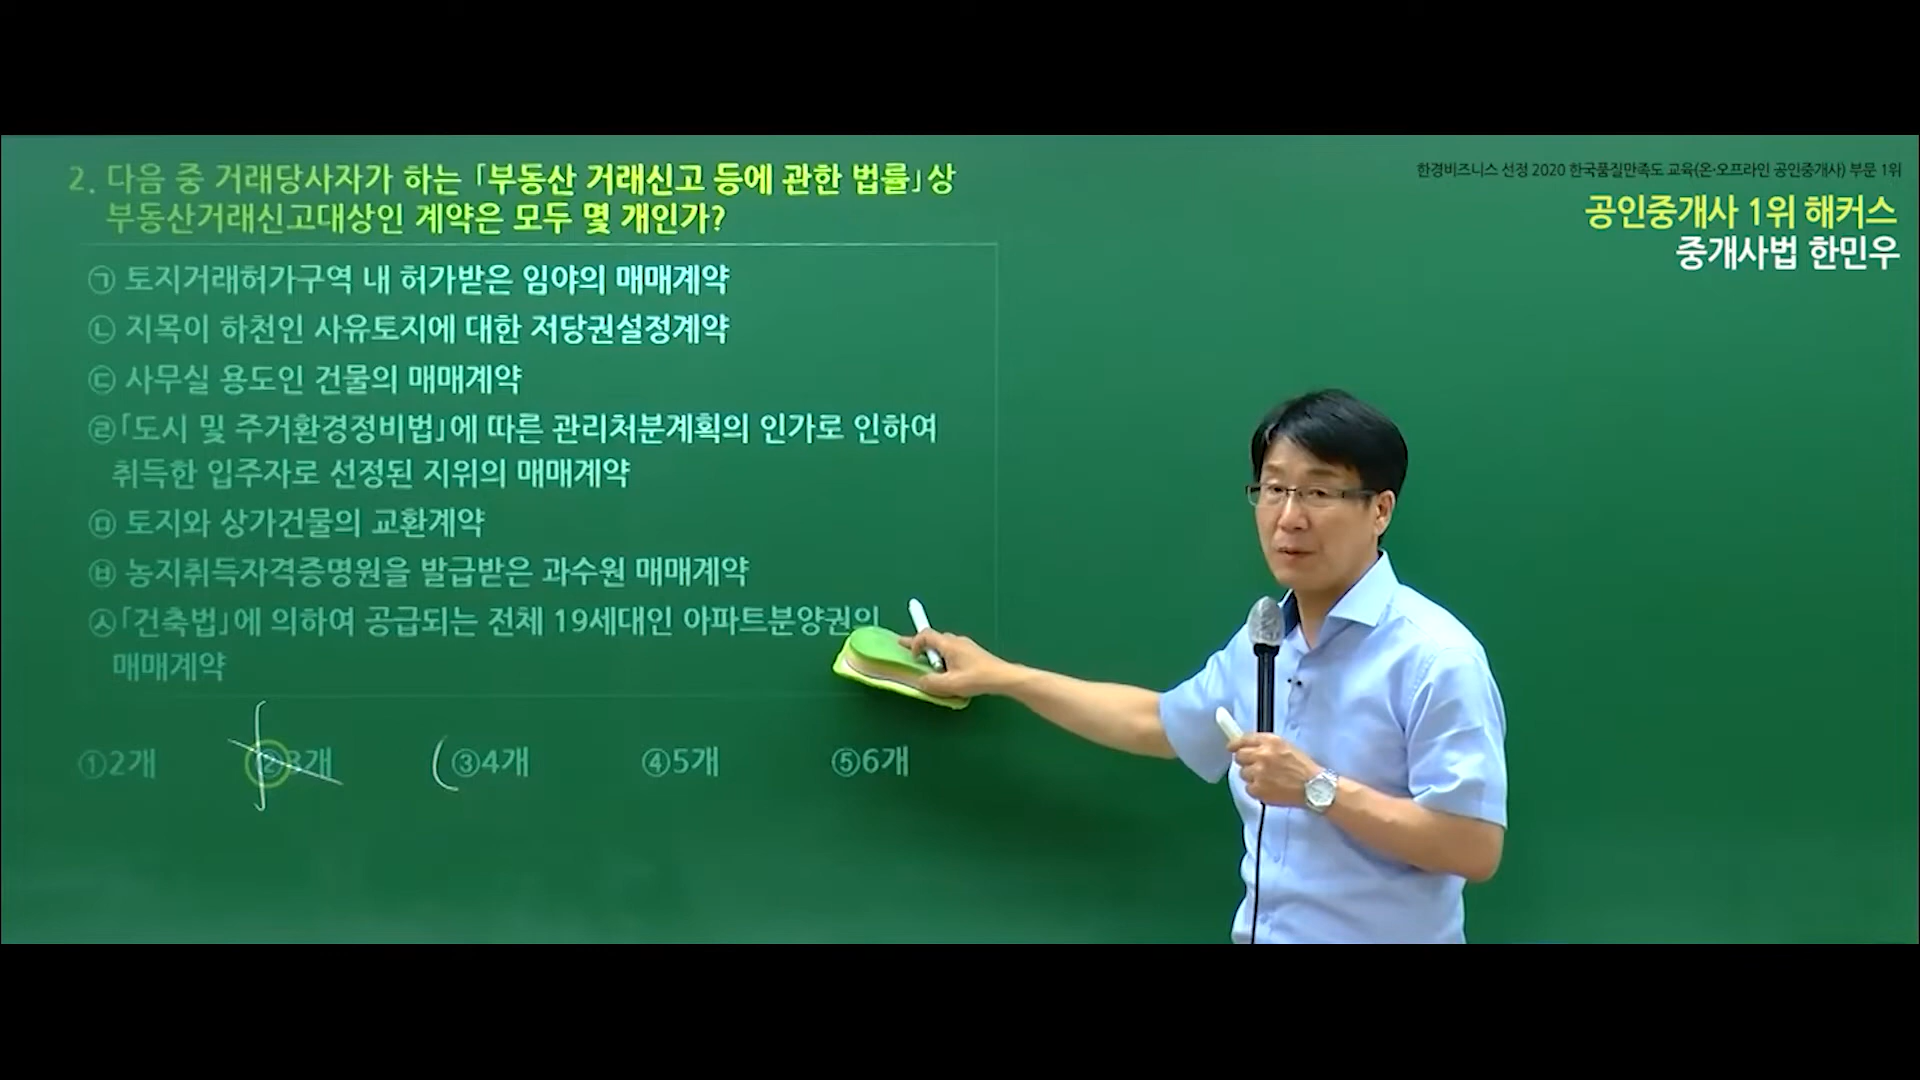 2. 다음 중 거래당사자가 하는 「부동산 거래신고 등에 관한 법률」상
부동산거래신고대상인 계약은 모두 몇 개인가?
㉠ 토지거래허가구역 내 허가받은 임야의 매매계약
㉡ 지목이 하천인 사유토지에 대한 저당권설정계약
㉢ 사무실 용도인 건물의 매매계약
㉣ 「도시 및 주거환경정비법」에 따른 관리처분계획의 인가로 인하여
취득한 입주자로 선정된 지위의 매매계약
㉤ 토지와 상가건물의 교환계약
㉥ 농지취득자격증명원을 발급받은 과수원 매매계약
㉦ 「건축법」에 의하여 공급되는 전체 19세대인 아파트분양권의
매매계약
①2개 ②3개 ③4개 ④5개 ⑤6개
한경비즈니스 선정 2020 한국품질만족도 교육(온·오프라인 공인중개사) 부문 1위
공인중개사 1위 해커스
중개사법 한민우